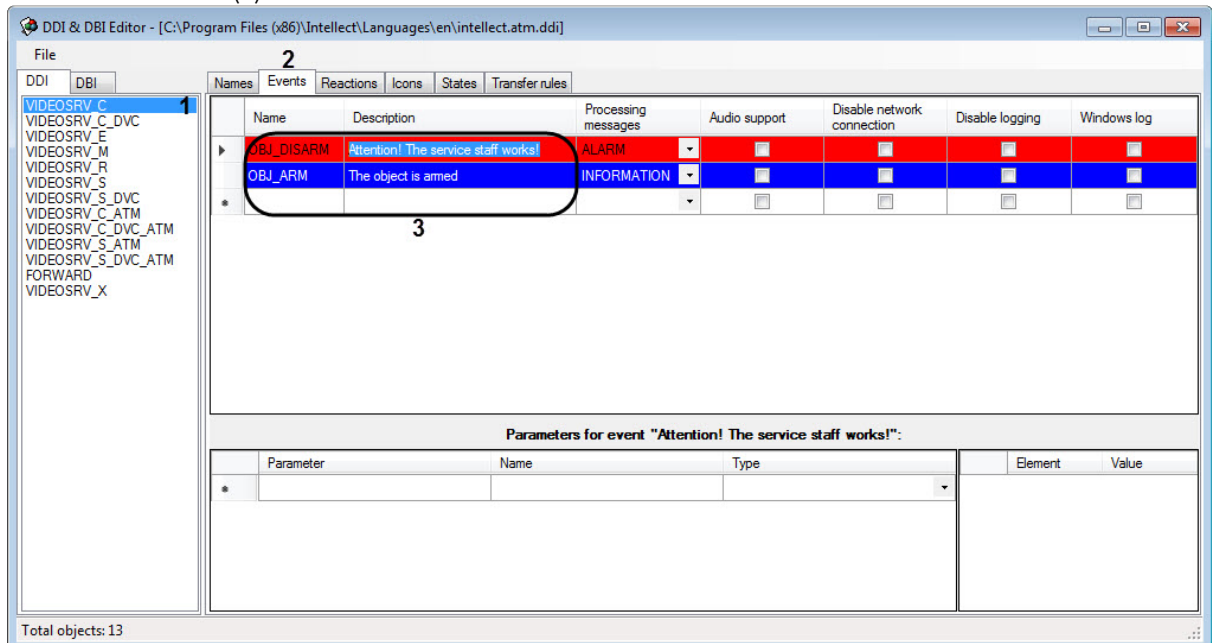 DDI & DBI Editor - [C:\Program Files (x86)\Intellect\Languages\en\intellect.atm.ddi]
File
2
DDI DBI
Names Events Reactions Icons States Transfer rules
VIDEOSRV_C 1
VIDEOSRV_C_DVC
VIDEOSRV_E
VIDEOSRV_M
VIDEOSRV_R
VIDEOSRV_S
VIDEOSRV_S_DVC
VIDEOSRV_C_ATM
VIDEOSRV_C_DVC_ATM
VIDEOSRV_S_ATM
VIDEOSRV_S_DVC_ATM
FORWARD
VIDEOSRV_X
Name Description Processing messages Audio support Disable network connection Disable logging Windows log
OBJ_DISARM Attention! The service staff works! ALARM
OBJ_ARM The object is armed INFORMATION
3
Parameters for event "Attention! The service staff works!":
Parameter Name Type Element Value
Total objects: 13